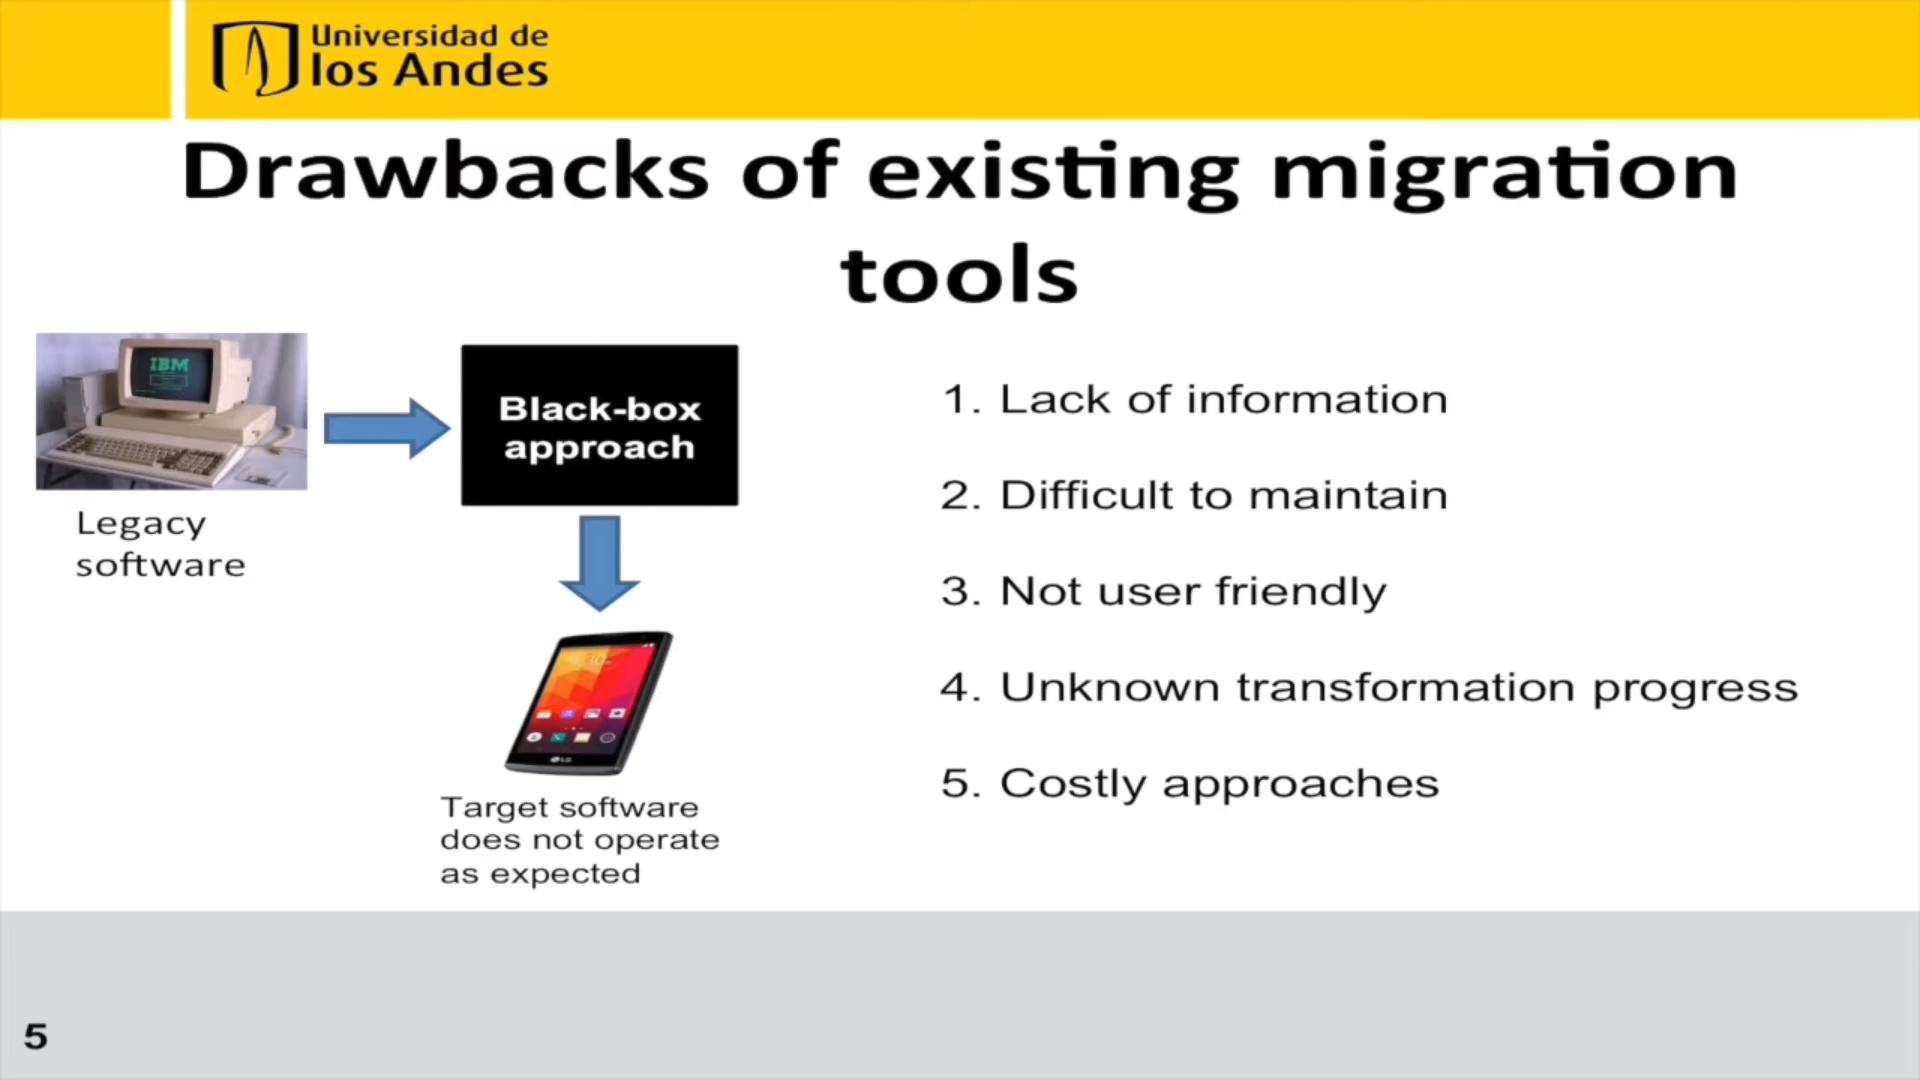 Universidad de
los Andes
Drawbacks of existing migration
tools
IBM
Legacy
software
Black-box
approach
Target software
does not operate
as expected
1. Lack of information
2. Difficult to maintain
3. Not user friendly
4. Unknown transformation progress
5. Costly approaches
5